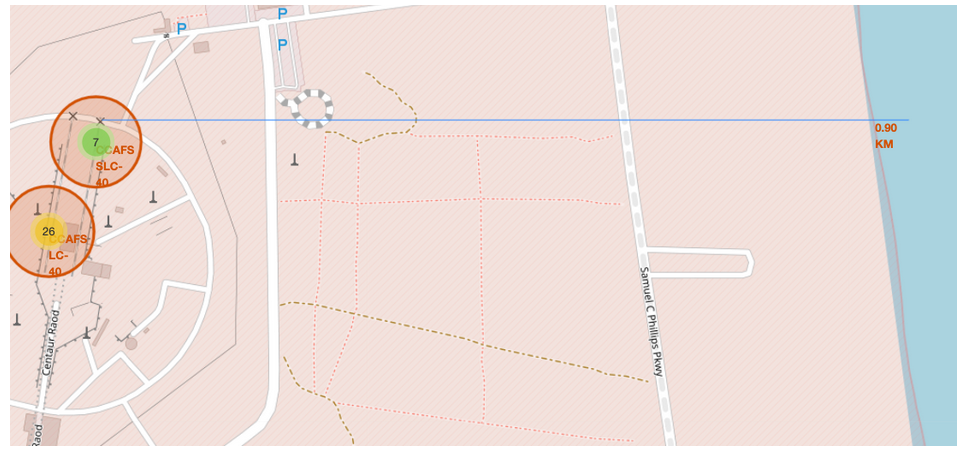 P
P
P
0.90
KM
7
CCAFS
SLC-
40
26
CCAFS
LC-
40
Samuel C Phillips Pkwy
Centaur Raod
Raod